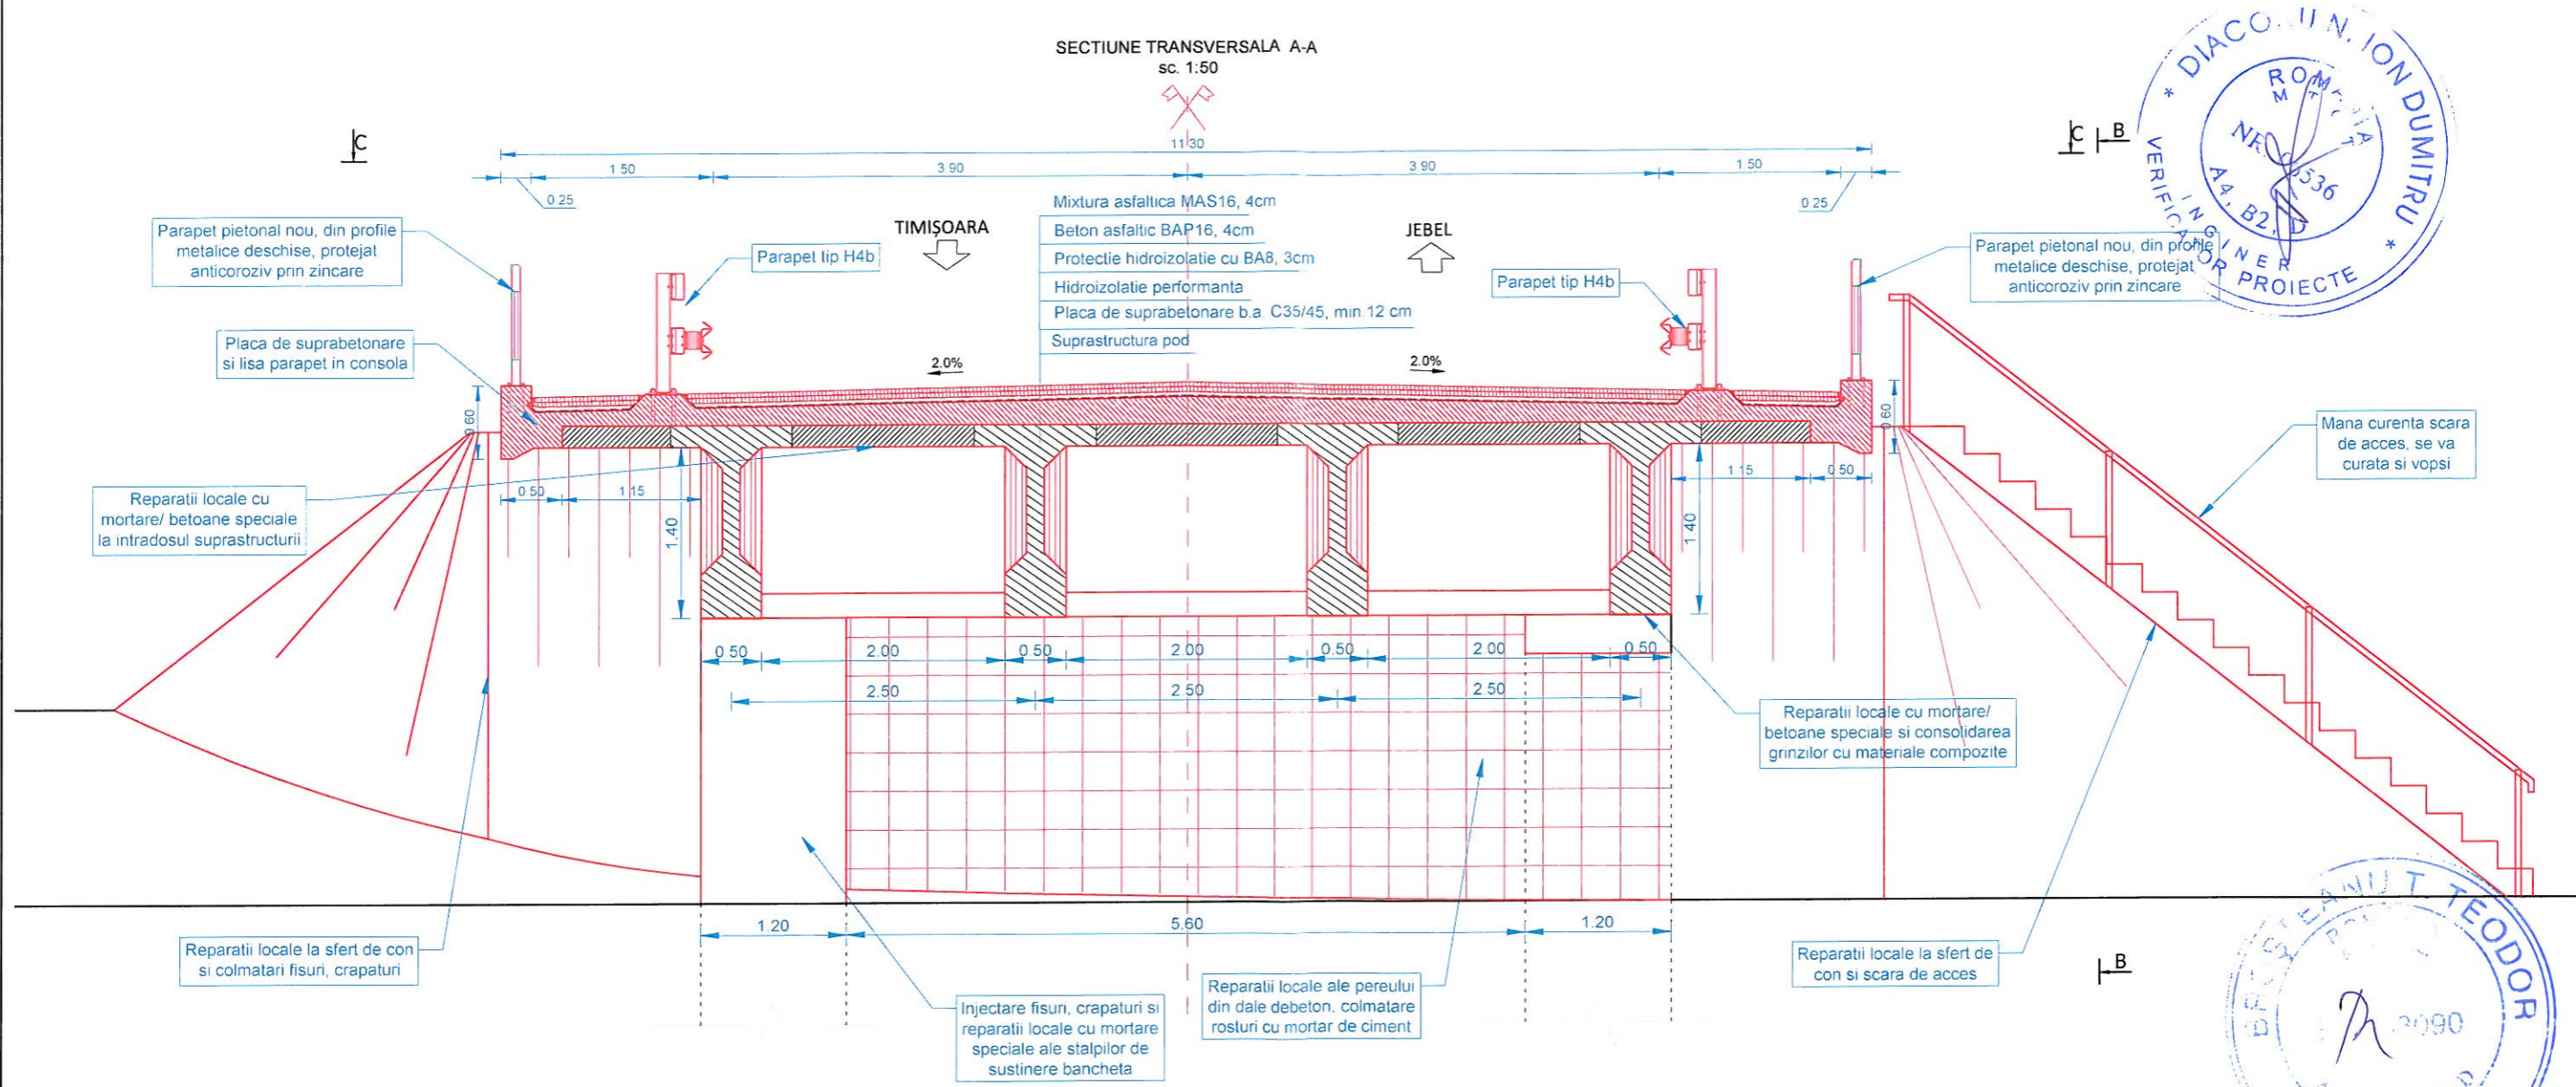 SECTIUNE TRANSVERSALA A-A
sc. 1:50
C
C
B
11.30
1.50
3.90
3.90
1.50
0.25
0.25
Parapet pietonal nou, din profile
metalice deschise, protejat
anticoroziv prin zincare
Parapet tip H4b
TIMIȘOARA
Mixtura asfaltica MAS16, 4cm
Beton asfaltic BAP16, 4cm
Protectie hidroizolatie cu BA8, 3cm
Hidroizolatie performanta
Placa de suprabetonare b.a. C35/45, min.12 cm
Suprastructura pod
JEBEL
Parapet tip H4b
Parapet pietonal nou, din profile
metalice deschise, protejat
anticoroziv prin zincare
Placa de suprabetonare
si lisa parapet in consola
2.0%
2.0%
0.60
0.60
Mana curenta scara
de acces, se va
curata si vopsi
Reparatii locale cu
mortare/ betoane speciale
la intradosul suprastructurii
0.50
1.15
1.40
1.40
1.15
0.50
0.50
2.00
0.50
2.00
0.50
2.00
0.50
2.50
2.50
2.50
Reparatii locale cu mortare/
betoane speciale si consolidarea
grinzilor cu materiale compozite
1.20
5.60
1.20
Reparatii locale la sfert de con
si colmatari fisuri, crapaturi
Injectare fisuri, crapaturi si
reparatii locale cu mortare
speciale ale stalpilor de
sustinere bancheta
Reparatii locale ale pereului
din dale debeton, colmatare
rosturi cu mortar de ciment
Reparatii locale la sfert de
con si scara de acces
B
ION DUMITRU
VERIFICATOR PROIECTE
INGINER
A4, B2, D
TEODOR